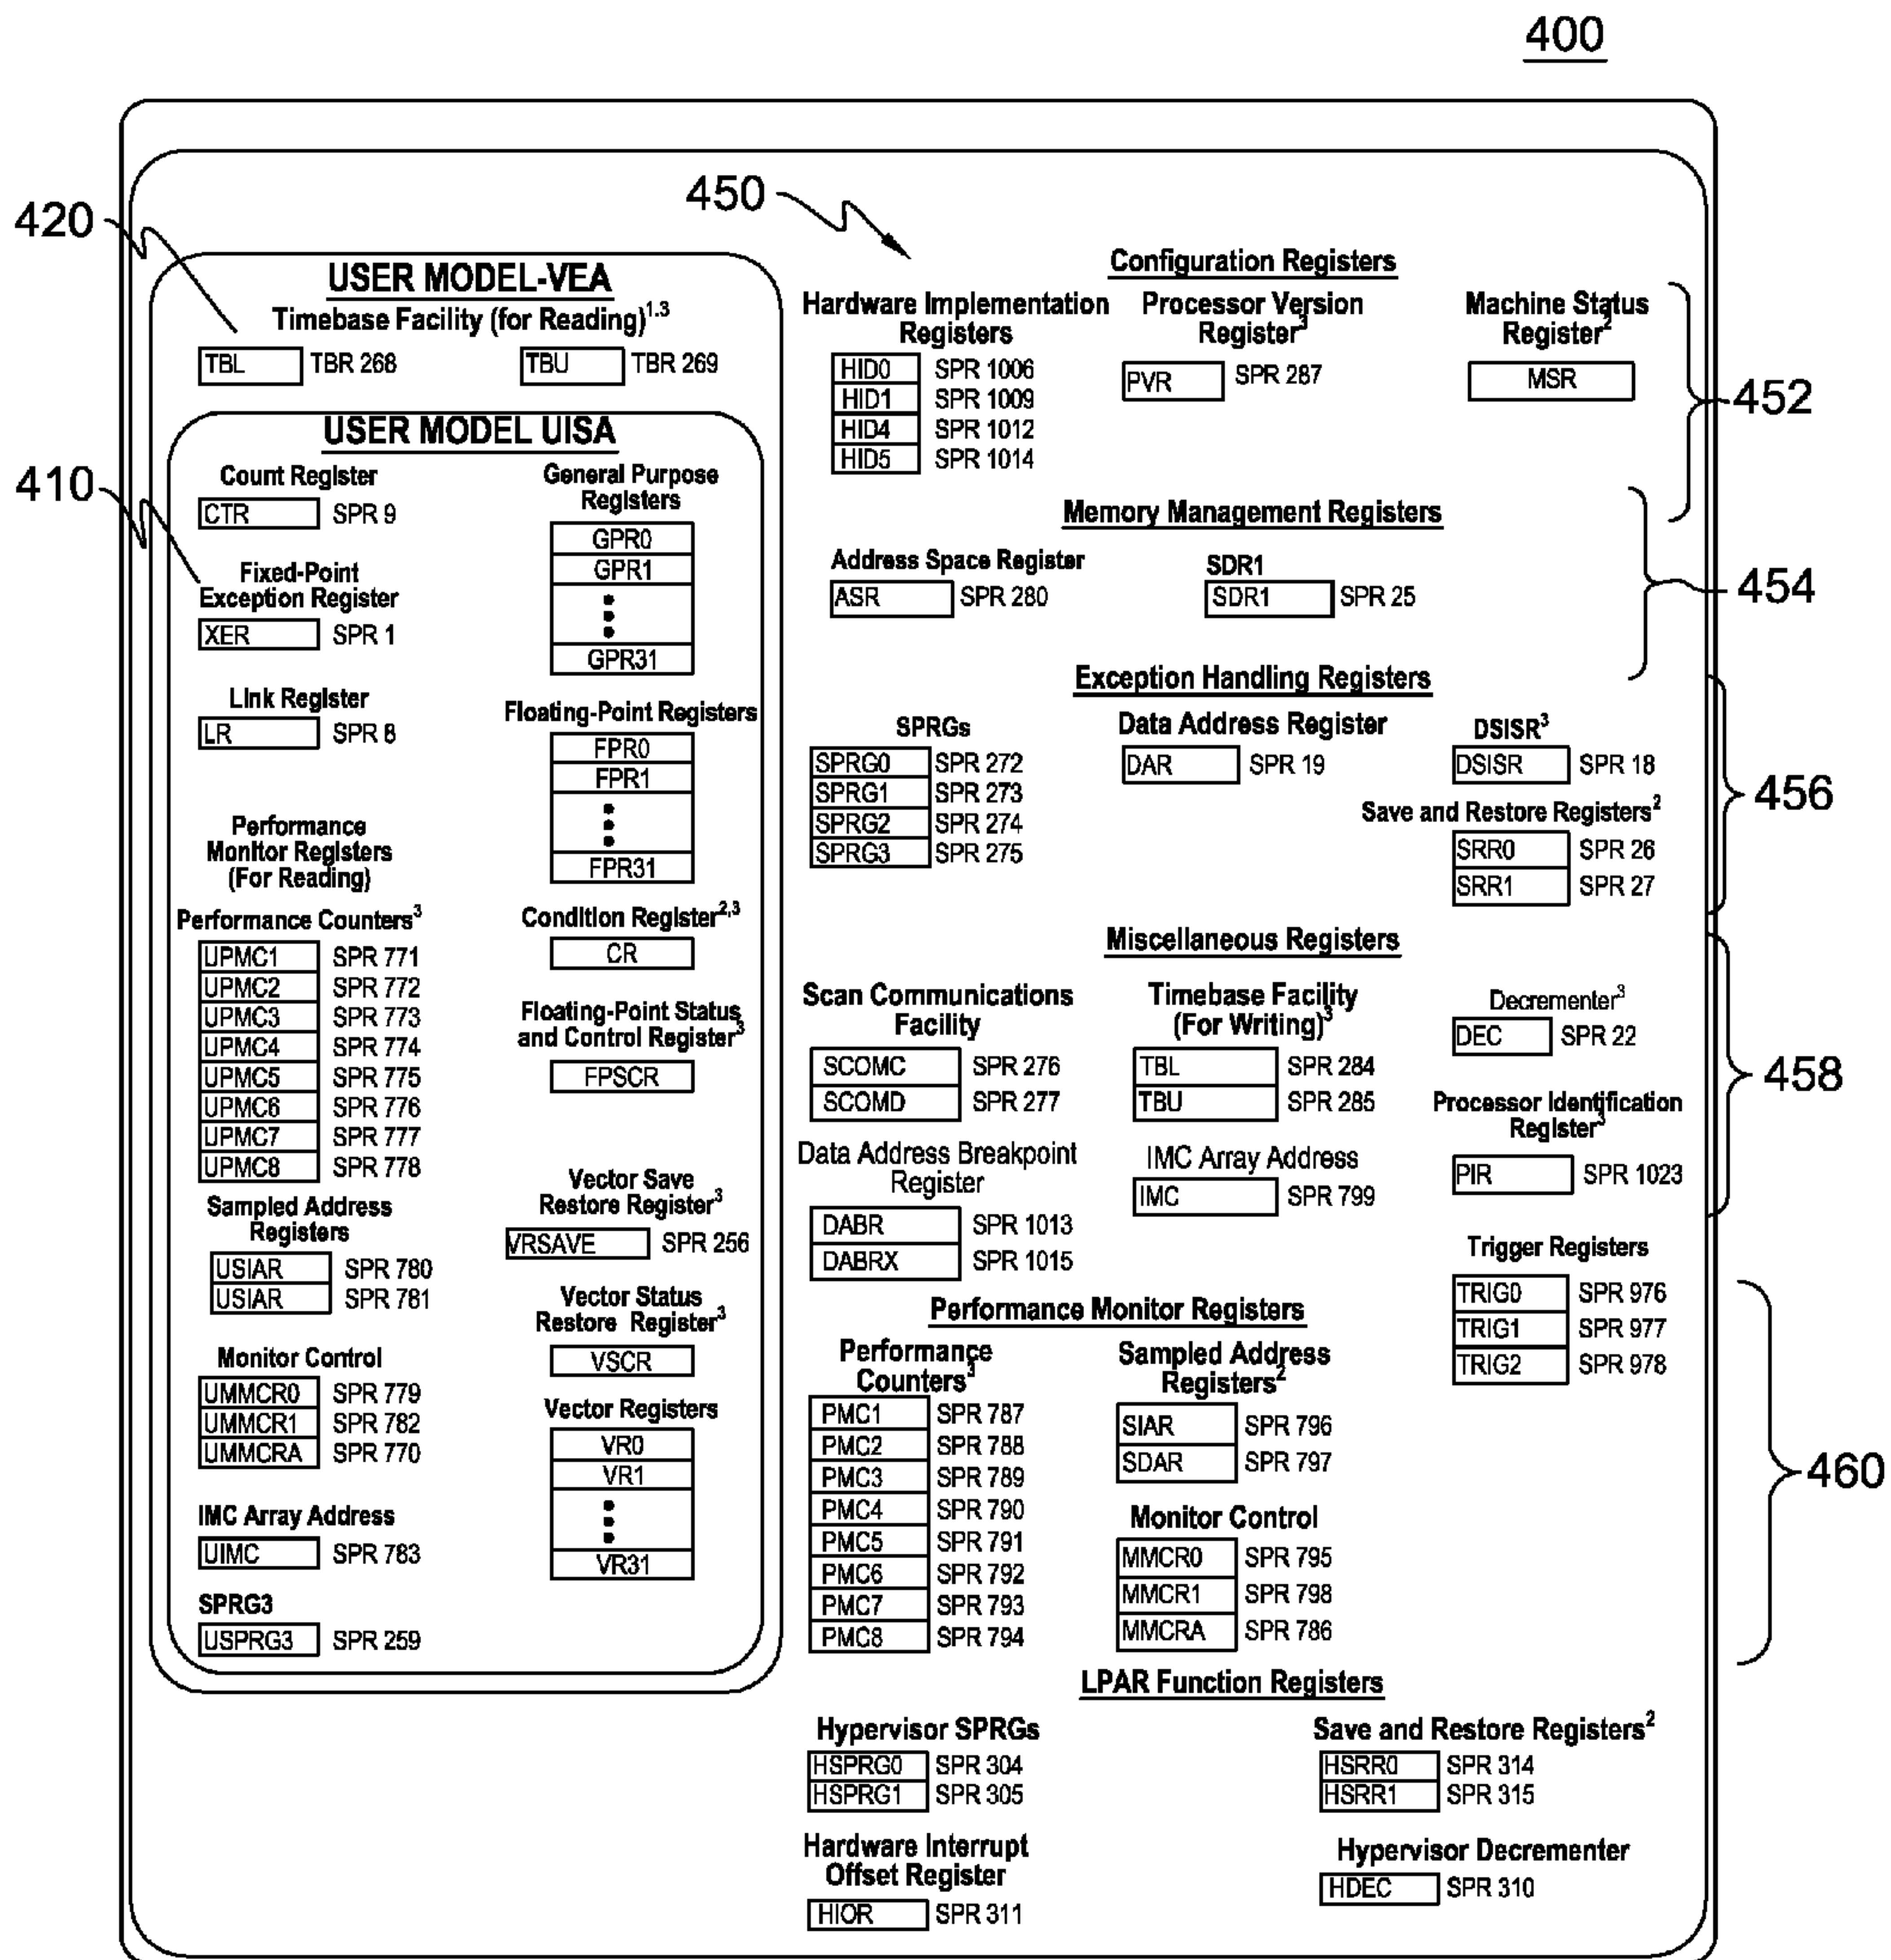 400
450
420
USER MODEL-VEA
Timebase Facility (for Reading)1.3
TBL TBR 268 TBU TBR 269
USER MODEL UISA
410
Count Register
CTR SPR 9
Fixed-Point
Exception Register
XER SPR 1
Link Register
LR SPR 8
Performance
Monitor Registers
(For Reading)
Performance Counters3
UPMC1 SPR 771
UPMC2 SPR 772
UPMC3 SPR 773
UPMC4 SPR 774
UPMC5 SPR 775
UPMC6 SPR 776
UPMC7 SPR 777
UPMC8 SPR 778
Sampled Address
Registers
USIAR SPR 780
USIAR SPR 781
Monitor Control
UMMCR0 SPR 779
UMMCR1 SPR 782
UMMCRA SPR 770
IMC Array Address
UIMC SPR 783
SPRG3
USPRG3 SPR 259
General Purpose
Registers
GPR0
GPR1
GPR31
Floating-Point Registers
FPR0
FPR1
FPR31
Condition Register2,3
CR
Floating-Point Status
and Control Register3
FPSCR
Vector Save
Restore Register3
VRSAVE SPR 256
Vector Status
Restore Register3
VSCR
Vector Registers
VR0
VR1
VR31
Configuration Registers
Hardware Implementation
Registers
HID0 SPR 1006
HID1 SPR 1009
HID4 SPR 1012
HID5 SPR 1014
Processor Version
Register3
PVR SPR 287
Machine Status
Register2
MSR
452
Memory Management Registers
Address Space Register
ASR SPR 280
SDR1
SDR1 SPR 25
454
Exception Handling Registers
SPRGs
SPRG0 SPR 272
SPRG1 SPR 273
SPRG2 SPR 274
SPRG3 SPR 275
Data Address Register
DAR SPR 19
DSISR3
DSISR SPR 18
Save and Restore Registers2
SRR0 SPR 26
SRR1 SPR 27
456
Miscellaneous Registers
Scan Communications
Facility
SCOMC SPR 276
SCOMD SPR 277
Timebase Facility
(For Writing)3
TBL SPR 284
TBU SPR 285
Decrementer3
DEC SPR 22
458
Data Address Breakpoint
Register
DABR SPR 1013
DABRX SPR 1015
IMC Array Address
IMC SPR 799
Processor Identification
Register3
PIR SPR 1023
Trigger Registers
TRIG0 SPR 976
TRIG1 SPR 977
TRIG2 SPR 978
Performance Monitor Registers
Performance
Counters3
PMC1 SPR 787
PMC2 SPR 788
PMC3 SPR 789
PMC4 SPR 790
PMC5 SPR 791
PMC6 SPR 792
PMC7 SPR 793
PMC8 SPR 794
Sampled Address
Registers2
SIAR SPR 796
SDAR SPR 797
Monitor Control
MMCR0 SPR 795
MMCR1 SPR 798
MMCRA SPR 786
460
LPAR Function Registers
Hypervisor SPRGs
HSPRG0 SPR 304
HSPRG1 SPR 305
Save and Restore Registers2
HSRR0 SPR 314
HSRR1 SPR 315
Hardware Interrupt
Offset Register
HIOR SPR 311
Hypervisor Decrementer
HDEC SPR 310